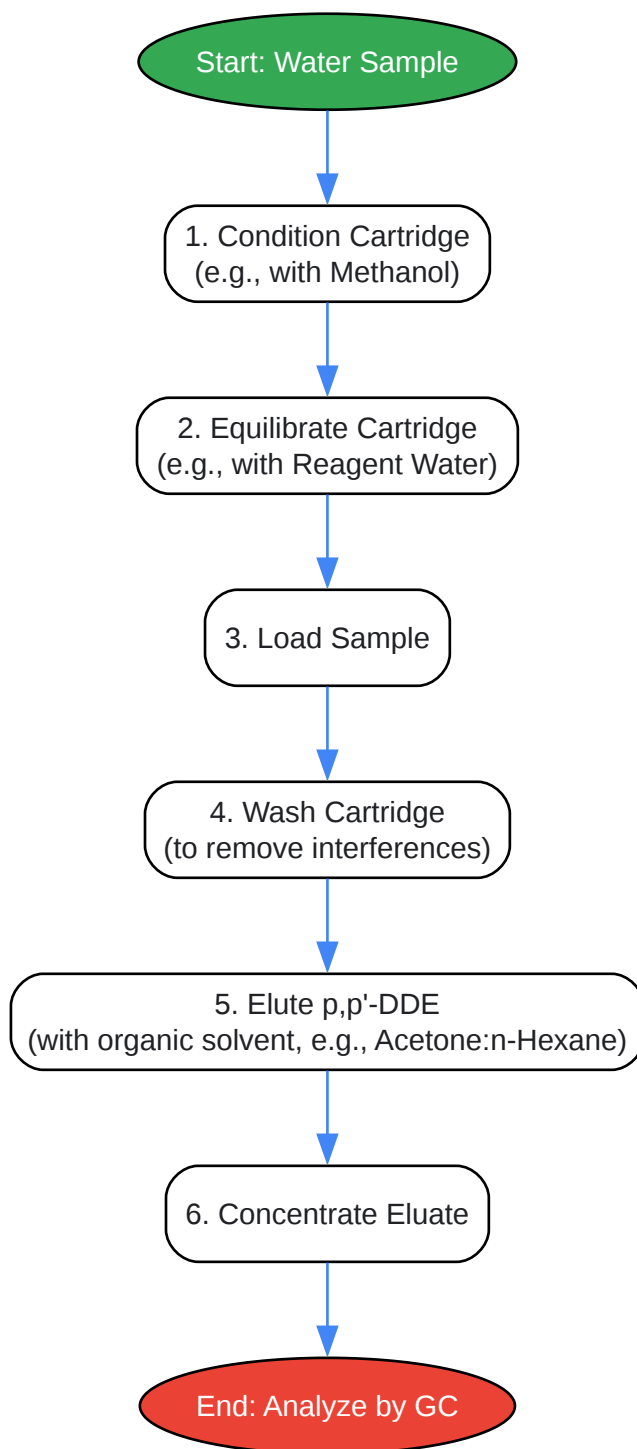 Start: Water Sample
1. Condition Cartridge
(e.g., with Methanol)
2. Equilibrate Cartridge
(e.g., with Reagent Water)
3. Load Sample
4. Wash Cartridge
(to remove interferences)
5. Elute p,p'-DDE
(with organic solvent, e.g., Acetone:n-Hexane)
6. Concentrate Eluate
End: Analyze by GC